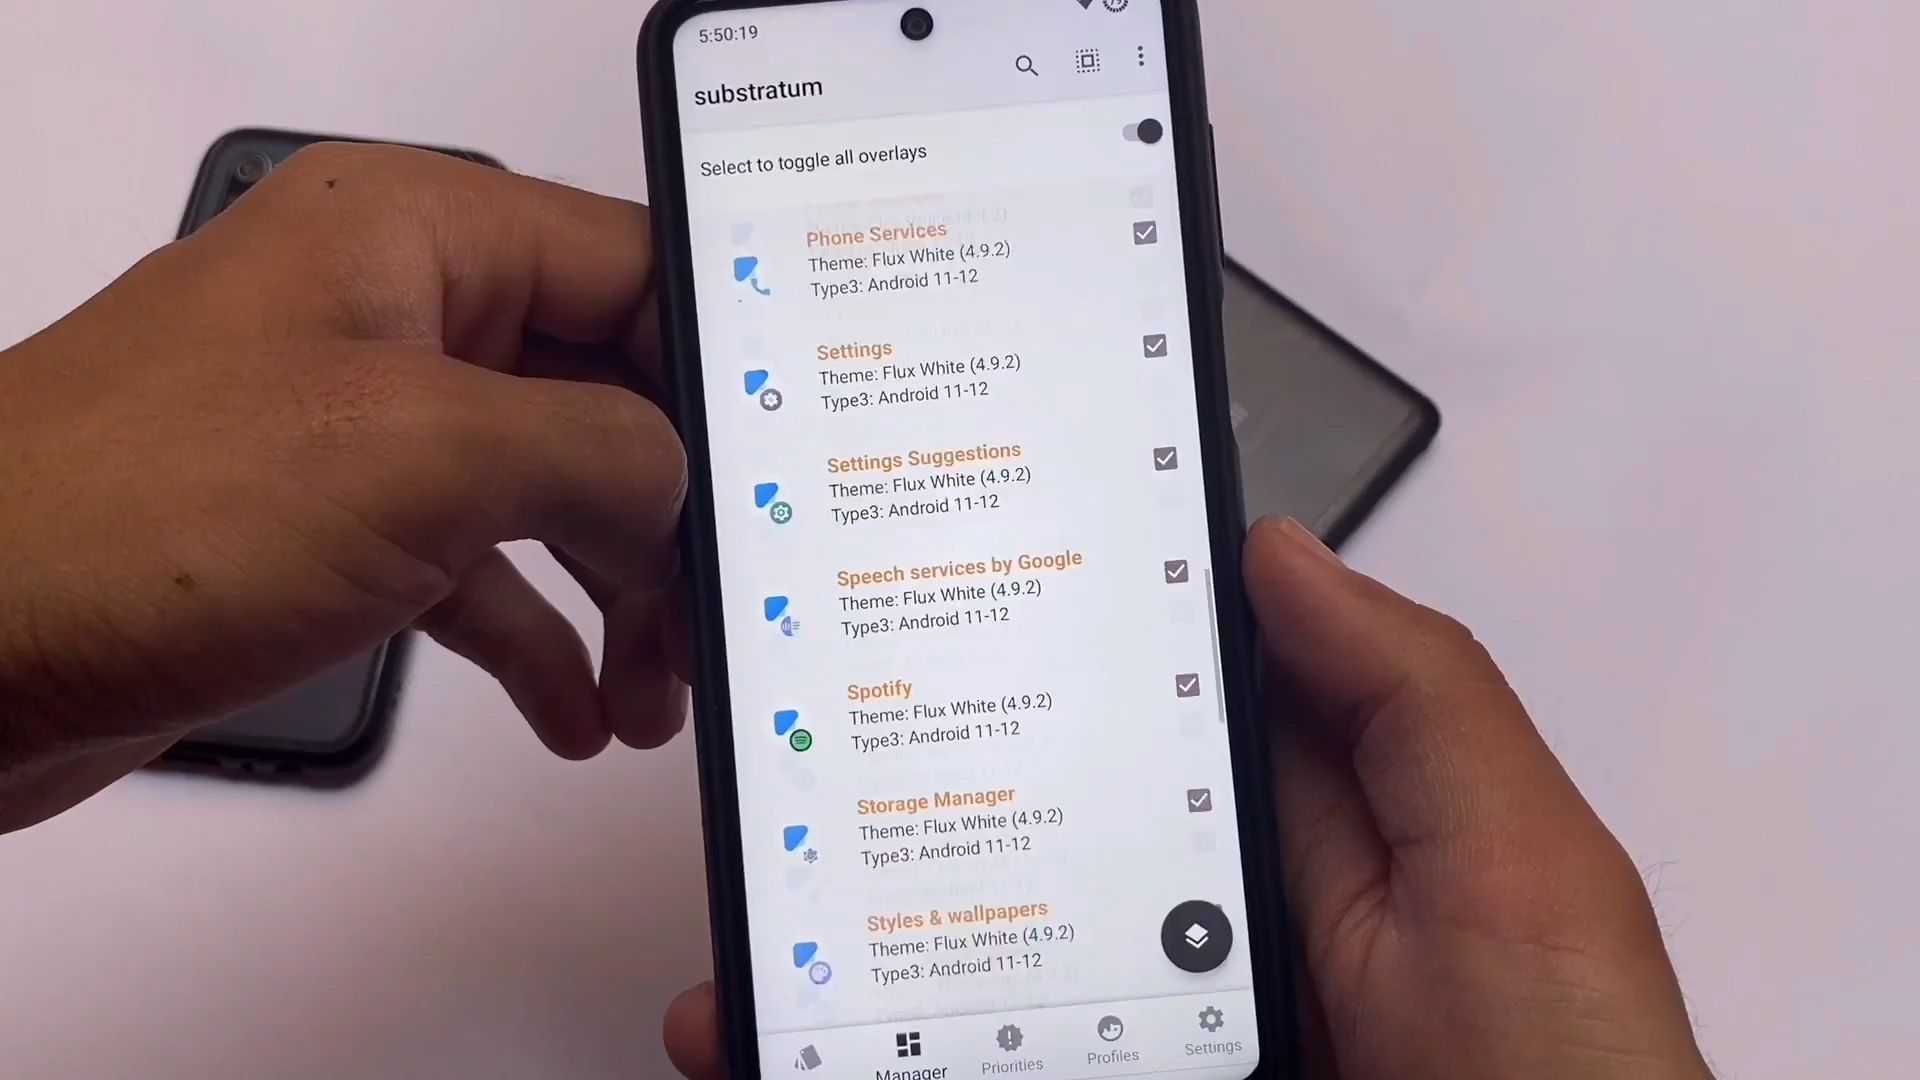 5:50:19
substratum
Select to toggle all overlays
Phone Services
Theme: Flux White (4.9.2)
Type3: Android 11-12
Settings
Theme: Flux White (4.9.2)
Type3: Android 11-12
Settings Suggestions
Theme: Flux White (4.9.2)
Type3: Android 11-12
Speech services by Google
Theme: Flux White (4.9.2)
Type3: Android 11-12
Spotify
Theme: Flux White (4.9.2)
Type3: Android 11-12
Storage Manager
Theme: Flux White (4.9.2)
Type3: Android 11-12
Styles & wallpapers
Theme: Flux White (4.9.2)
Type3: Android 11-12
Manager
Priorities
Profiles
Settings